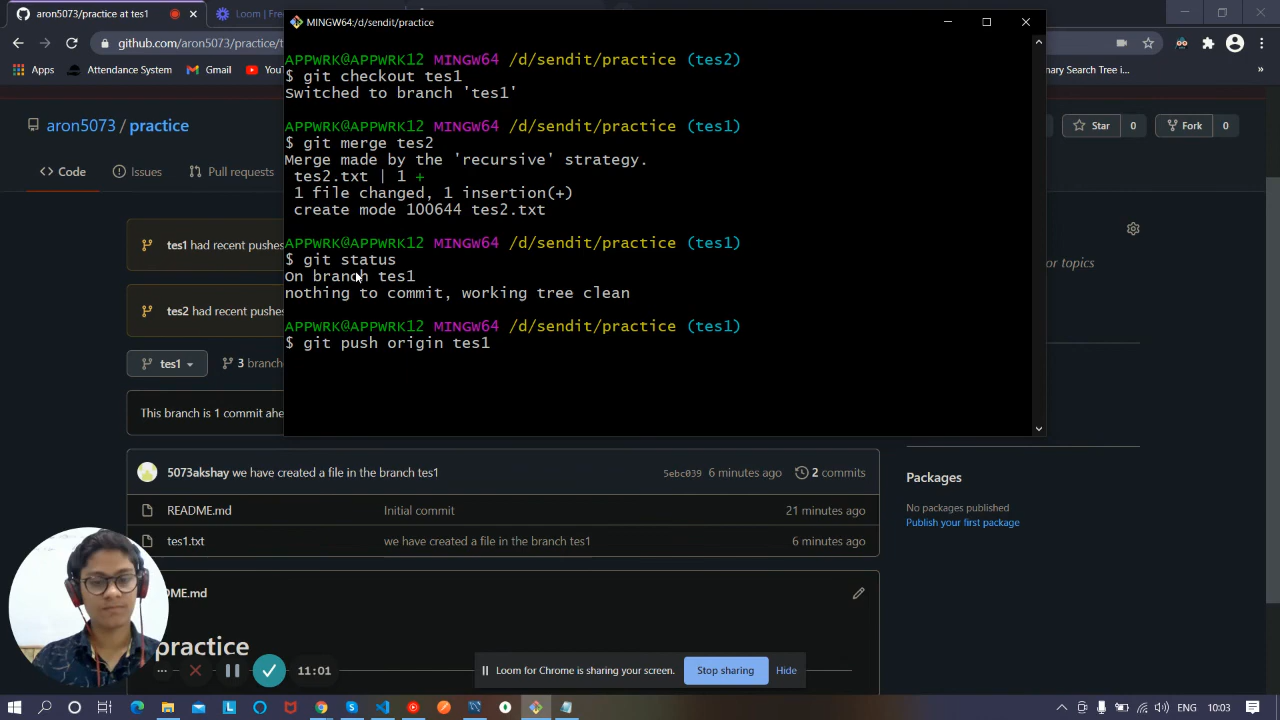 aron5073/practice at tes1
Loom | Fre
MINGW64:/d/sendit/practice
github.com/aron5073/practice/t
Apps
Attendance System
Gmail
You
inary Search Tree i...
»
APPWRK@APPWRK12 MINGW64 /d/sendit/practice (tes2)
$ git checkout tes1
Switched to branch 'tes1'
APPWRK@APPWRK12 MINGW64 /d/sendit/practice (tes1)
$ git merge tes2
Merge made by the 'recursive' strategy.
tes2.txt | 1 +
1 file changed, 1 insertion(+)
create mode 100644 tes2.txt
APPWRK@APPWRK12 MINGW64 /d/sendit/practice (tes1)
$ git status
On branch tes1
nothing to commit, working tree clean
APPWRK@APPWRK12 MINGW64 /d/sendit/practice (tes1)
$ git push origin tes1
aron5073 / practice
Star 0
Fork 0
Code
Issues
Pull requests
tes1 had recent pushes
tes2 had recent pushes
tes1
3 branch
This branch is 1 commit ahe
or topics provided.
5073akshay we have created a file in the branch tes1
5ebc039 6 minutes ago
2 commits
README.md
Initial commit
21 minutes ago
tes1.txt
we have created a file in the branch tes1
6 minutes ago
Packages
No packages published
Publish your first package
DME.md
practice
... 11:01
Loom for Chrome is sharing your screen.
Stop sharing
Hide
10:03